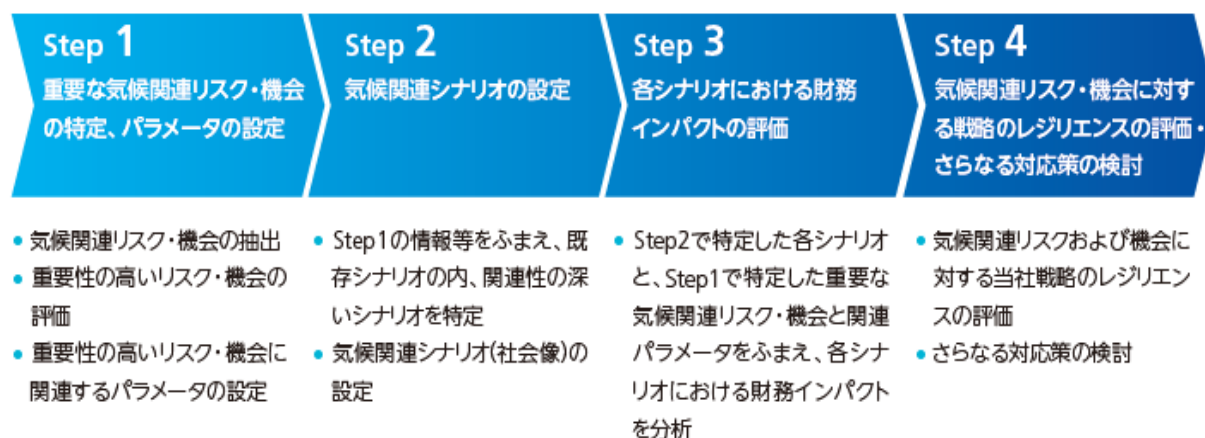 Step 1
重要な気候関連リスク・機会
の特定、パラメータの設定
Step 2
気候関連シナリオの設定
Step 3
各シナリオにおける財務
インパクトの評価
Step 4
気候関連リスク・機会に対す
る戦略のレジリエンスの評価・
さらなる対応策の検討
• 気候関連リスク・機会の抽出
• 重要性の高いリスク・機会の
評価
• 重要性の高いリスク・機会に
関連するパラメータの設定
• Step1の情報等をふまえ、既
存シナリオの内、関連性の深
いシナリオを特定
• 気候関連シナリオ(社会像)の
設定
• Step2で特定した各シナリオ
と、Step1で特定した重要な
気候関連リスク・機会と関連
パラメータをふまえ、各シナ
リオにおける財務インパクト
を分析
• 気候関連リスクおよび機会に
対する当社戦略のレジリエン
スの評価
• さらなる対応策の検討